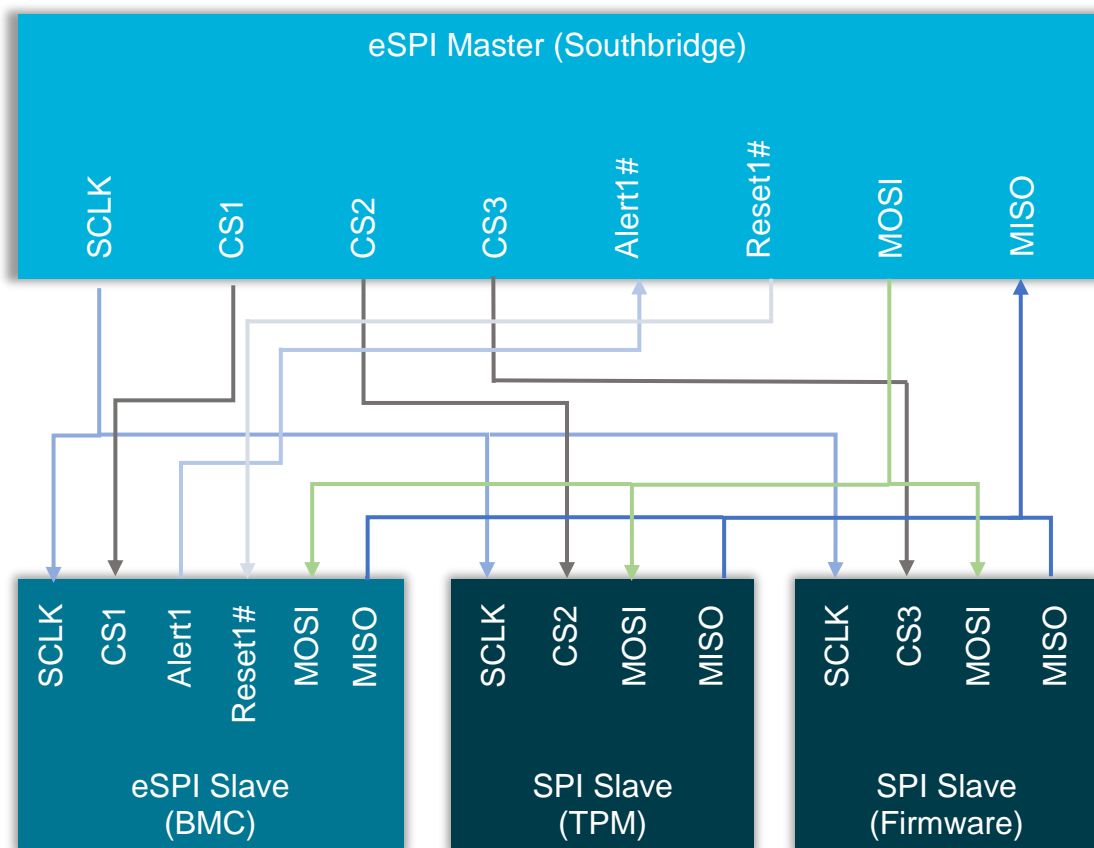 eSPI Master (Southbridge)
SCLK
CS1
CS2
CS3
Alert1#
Reset1#
MOSI
MISO
SCLK
CS1
Alert1
Reset1#
MOSI
MISO
eSPI Slave
(BMC)
SCLK
CS2
MOSI
MISO
SPI Slave
(TPM)
SCLK
CS3
MOSI
MISO
SPI Slave
(Firmware)